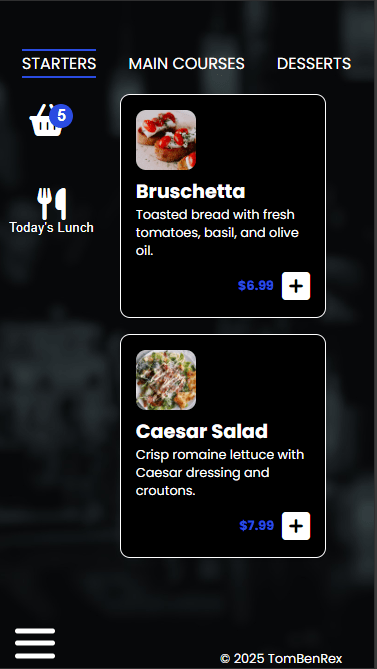 STARTERS MAIN COURSES DESSERTS
5
Today's Lunch
Bruschetta
Toasted bread with fresh
tomatoes, basil, and olive
oil.
$6.99 +
Caesar Salad
Crisp romaine lettuce with
Caesar dressing and
croutons.
$7.99 +
© 2025 TomBenRex